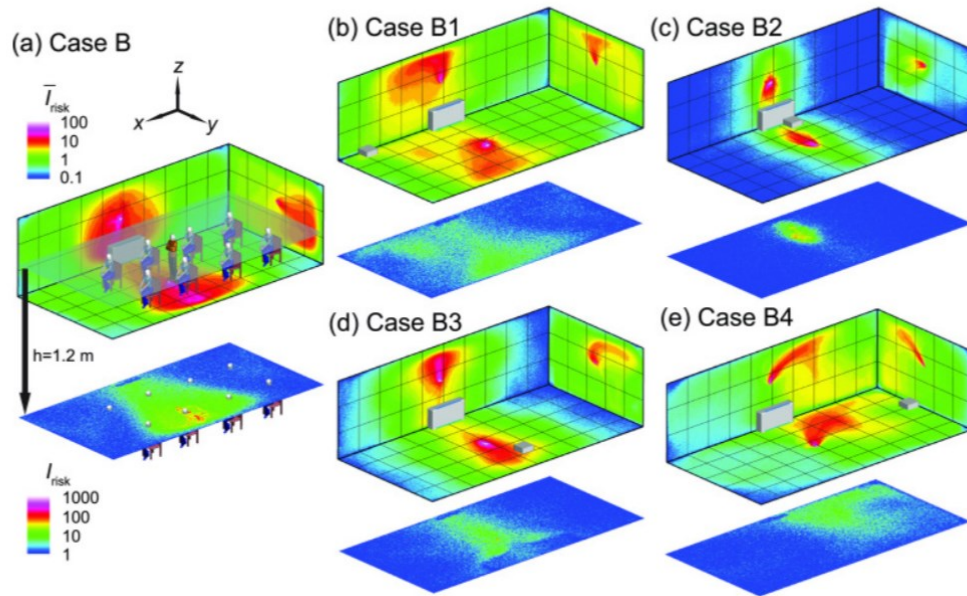 (a) Case B
z
x
y
Ī_risk
100
10
1
0.1
h=1.2 m
I_risk
1000
100
10
1
(b) Case B1
(c) Case B2
(d) Case B3
(e) Case B4